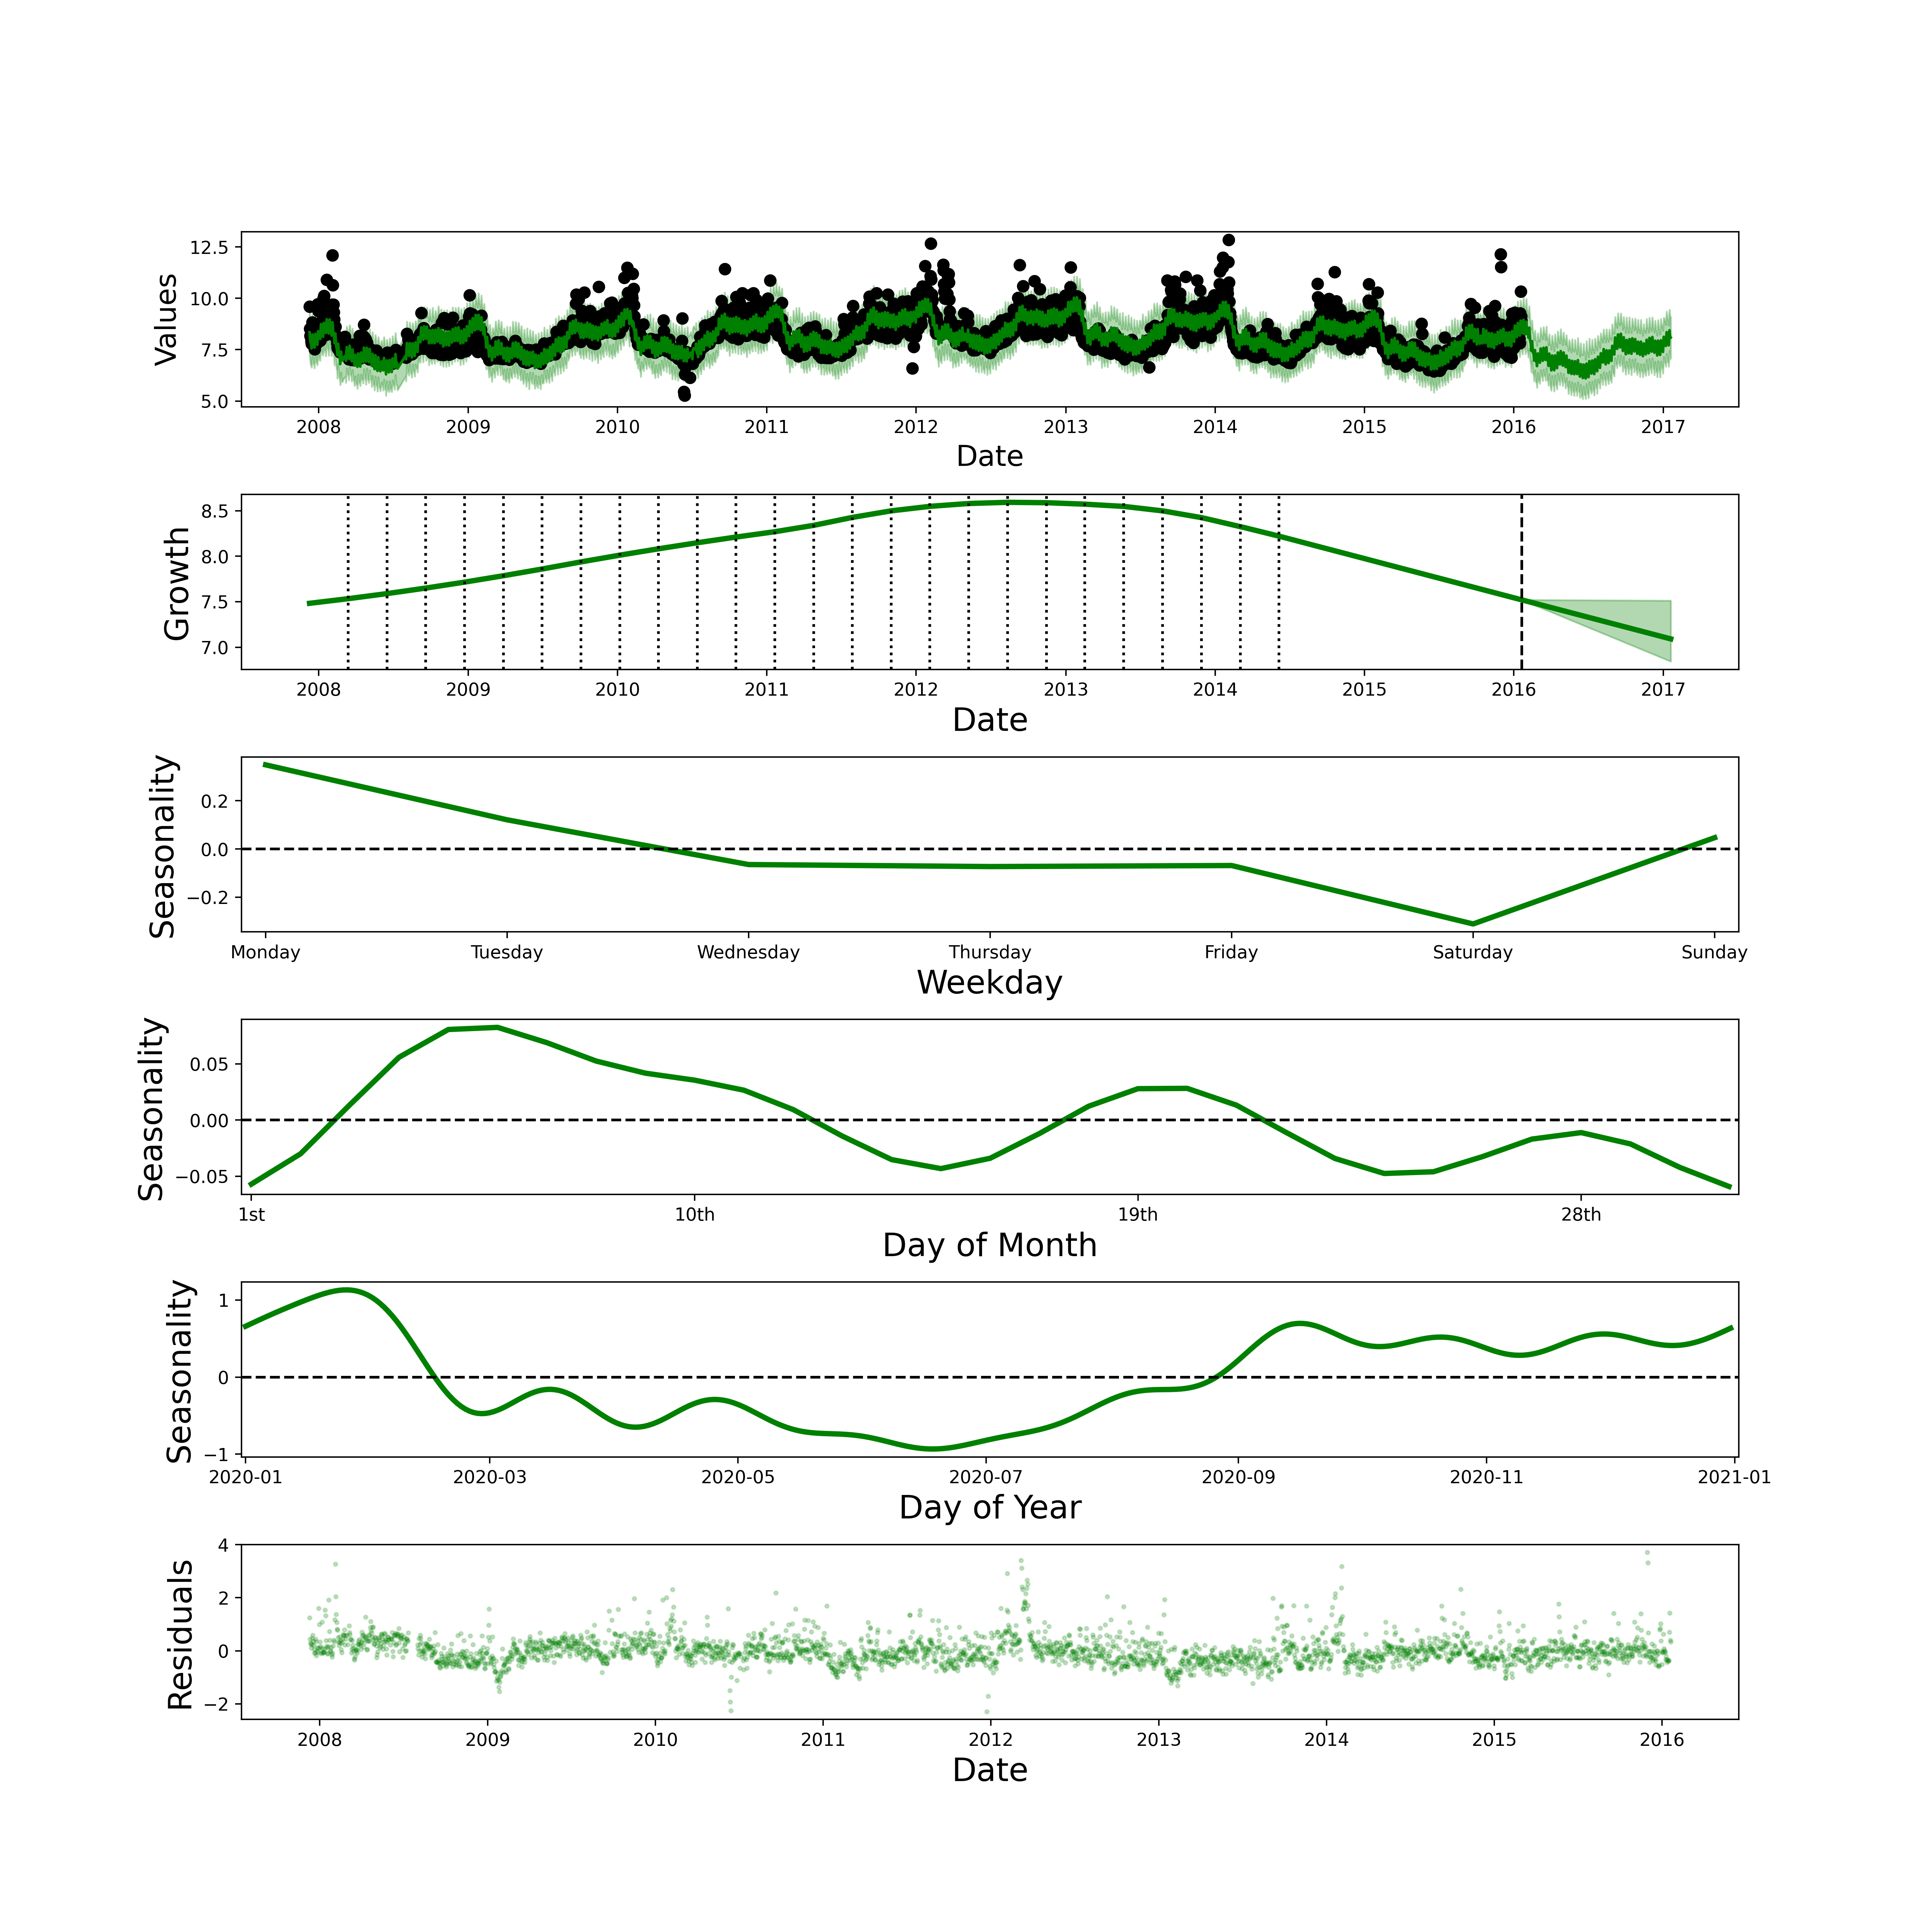 Values
12.5
10.0
7.5
5.0
2008 2009 2010 2011 2012 2013 2014 2015 2016 2017
Date
Growth
8.5
8.0
7.5
7.0
2008 2009 2010 2011 2012 2013 2014 2015 2016 2017
Date
Seasonality
0.2
0.0
−0.2
Monday Tuesday Wednesday Thursday Friday Saturday Sunday
Weekday
Seasonality
0.05
0.00
−0.05
1st 10th 19th 28th
Day of Month
Seasonality
1
0
−1
2020-01 2020-03 2020-05 2020-07 2020-09 2020-11 2021-01
Day of Year
Residuals
4
2
0
−2
2008 2009 2010 2011 2012 2013 2014 2015 2016
Date